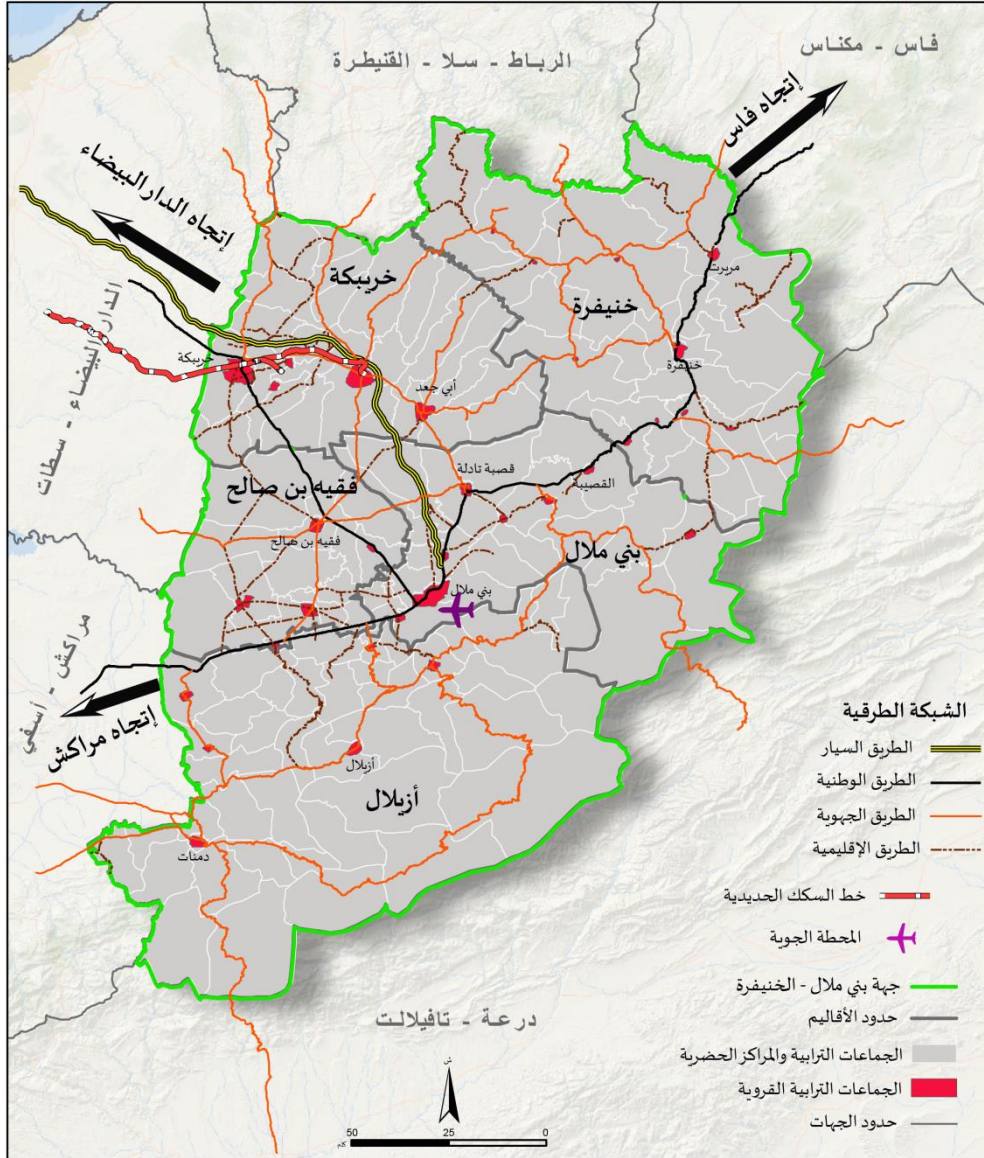 فاس - مكناس
الرباط - سلا - القنيطرة
إتجاه فاس
إتجاه الدار البيضاء
خريبكة
خنيفرة
مريرت
الدار البيضاء - سطات
خريبكة
خنيفرة
أبي جعد
قصبة تادلة
القصيبة
فقيه بن صالح
فقيه بن صالح
بني ملال
بني ملال
مراكش - أسفي
إتجاه مراكش
أزيلال
أزيلال
دمنات
درعة - تافيلالت
الشبكة الطرقية
الطريق السيار
الطريق الوطنية
الطريق الجهوية
الطرق الإقليمية
خط السكك الحديدية
المحطة الجوية
جهة بني ملال - الخنيفرة
حدود الأقاليم
الجماعات الترابية والمراكز الحضرية
الجماعات الترابية القروية
حدود الجهات
ش
50 25 0
كلم